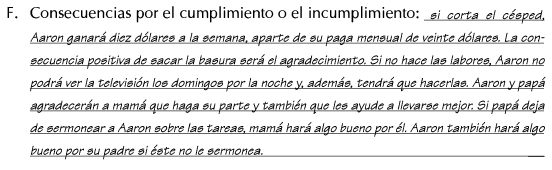 F. Consecuencias por el cumplimiento o el incumplimiento: si corta el césped,
Aaron ganará diez dólares a la semana, aparte de su paga mensual de veinte dólares. La con-
secuencia positiva de sacar la basura será el agradecimiento. Si no hace las labores, Aaron no
podrá ver la televisión los domingos por la noche y, además, tendrá que hacerlas. Aaron y papá
agradecerán a mamá que haga su parte y también que les ayude a llevarse mejor. Si papá deja
de sermonear a Aaron sobre las tareas, mamá hará algo bueno por él. Aaron también hará algo
bueno por su padre si éste no le sermonea.